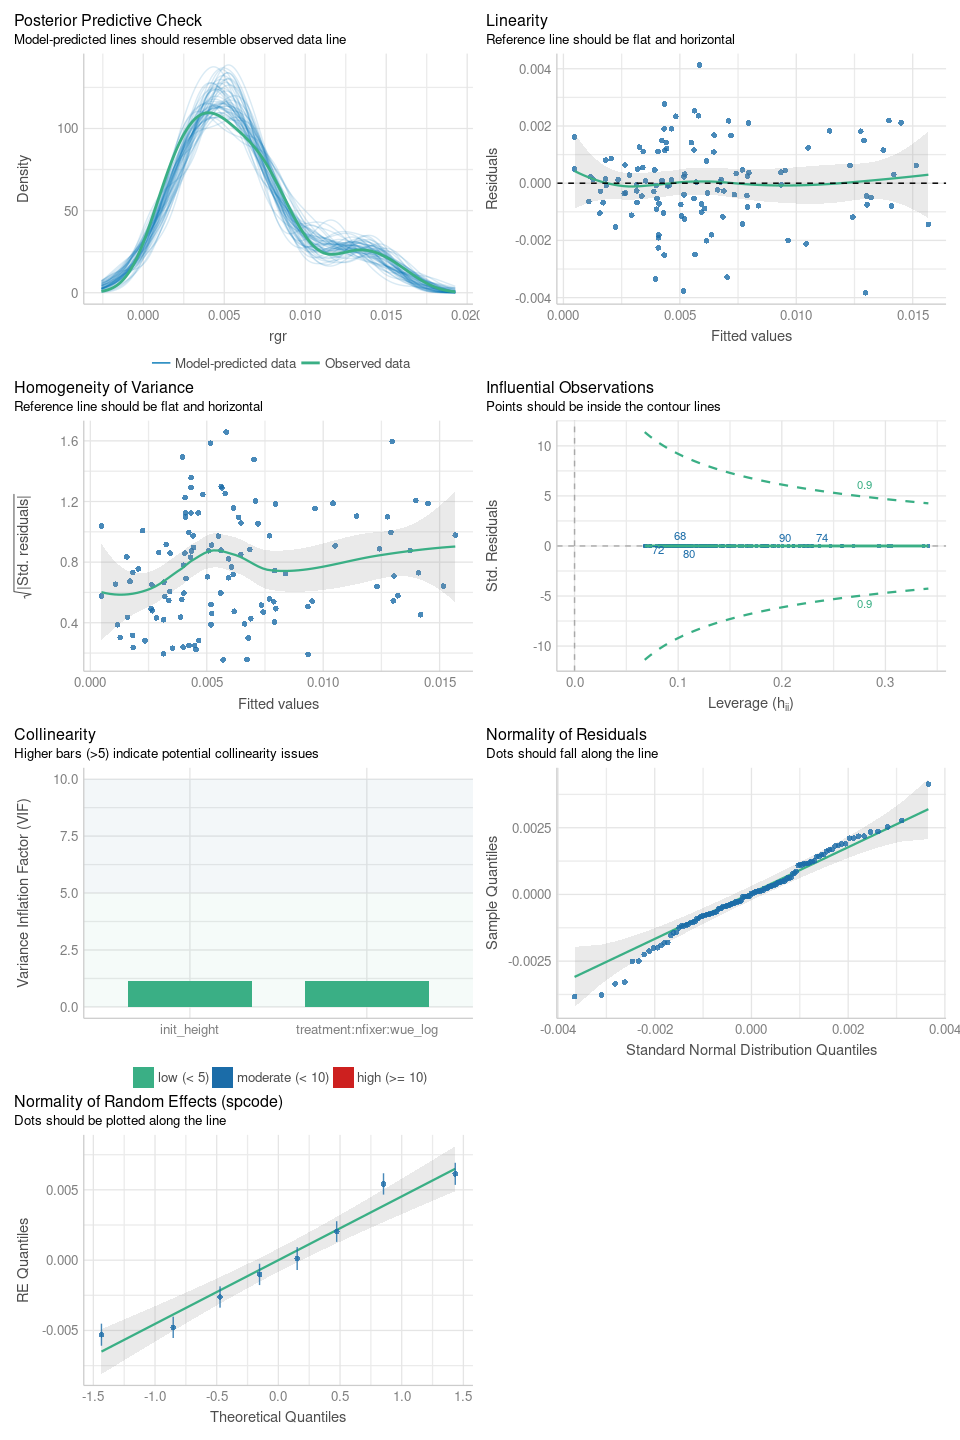 Posterior Predictive Check
Model-predicted lines should resemble observed data line
Density
100
50
0
0.000 0.005 0.010 0.015 0.020
rgr
Model-predicted data Observed data
Linearity
Reference line should be flat and horizontal
Residuals
0.004
0.002
0.000
-0.002
-0.004
0.000 0.005 0.010 0.015
Fitted values
Homogeneity of Variance
Reference line should be flat and horizontal
√|Std. residuals|
1.6
1.2
0.8
0.4
0.000 0.005 0.010 0.015
Fitted values
Influential Observations
Points should be inside the contour lines
Std. Residuals
10
5
0
-5
-10
0.9
68 90 74
72 80
0.9
0.0 0.1 0.2 0.3
Leverage (hii)
Collinearity
Higher bars (>5) indicate potential collinearity issues
Variance Inflation Factor (VIF)
10.0
7.5
5.0
2.5
0.0
init_height treatment:nfixer:wue_log
low (< 5) moderate (< 10) high (>= 10)
Normality of Residuals
Dots should fall along the line
Sample Quantiles
0.0025
0.0000
-0.0025
-0.004 -0.002 0.000 0.002 0.004
Standard Normal Distribution Quantiles
Normality of Random Effects (spcode)
Dots should be plotted along the line
RE Quantiles
0.005
0.000
-0.005
-1.5 -1.0 -0.5 0.0 0.5 1.0 1.5
Theoretical Quantiles